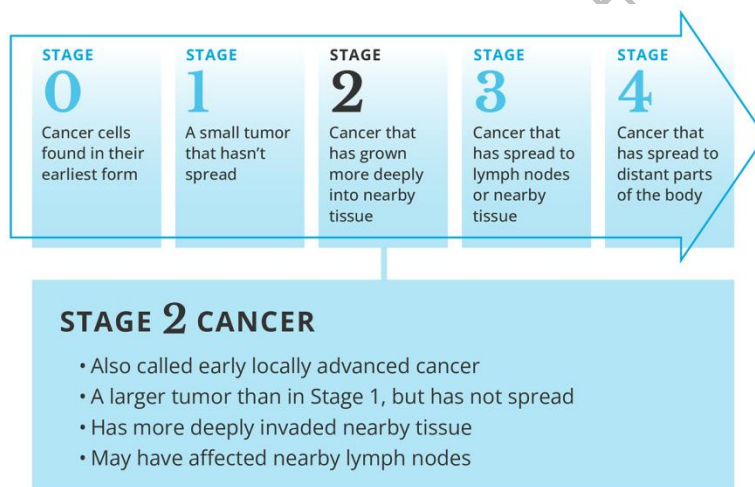 STAGE
0
Cancer cells
found in their
earliest form
STAGE
1
A small tumor
that hasn't
spread
STAGE
2
Cancer that
has grown
more deeply
into nearby
tissue
STAGE
3
Cancer that
has spread to
lymph nodes
or nearby
tissue
STAGE
4
Cancer that
has spread to
distant parts
of the body
STAGE 2 CANCER
• Also called early locally advanced cancer
• A larger tumor than in Stage 1, but has not spread
• Has more deeply invaded nearby tissue
• May have affected nearby lymph nodes